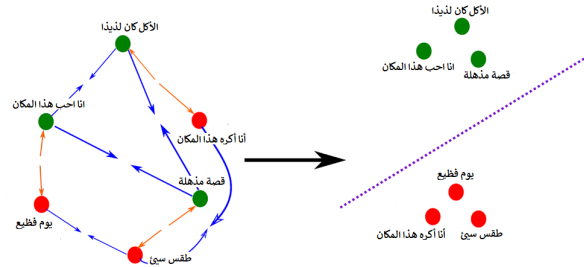 الأكل كان لذيذا
انا احب هذا المكان
أنا أكره هذا المكان
قصة مذهلة
يوم فظيع
طقس سيئ
الأكل كان لذيذا
انا احب هذا المكان
قصة مذهلة
يوم فظيع
أنا أكره هذا المكان
طقس سيئ